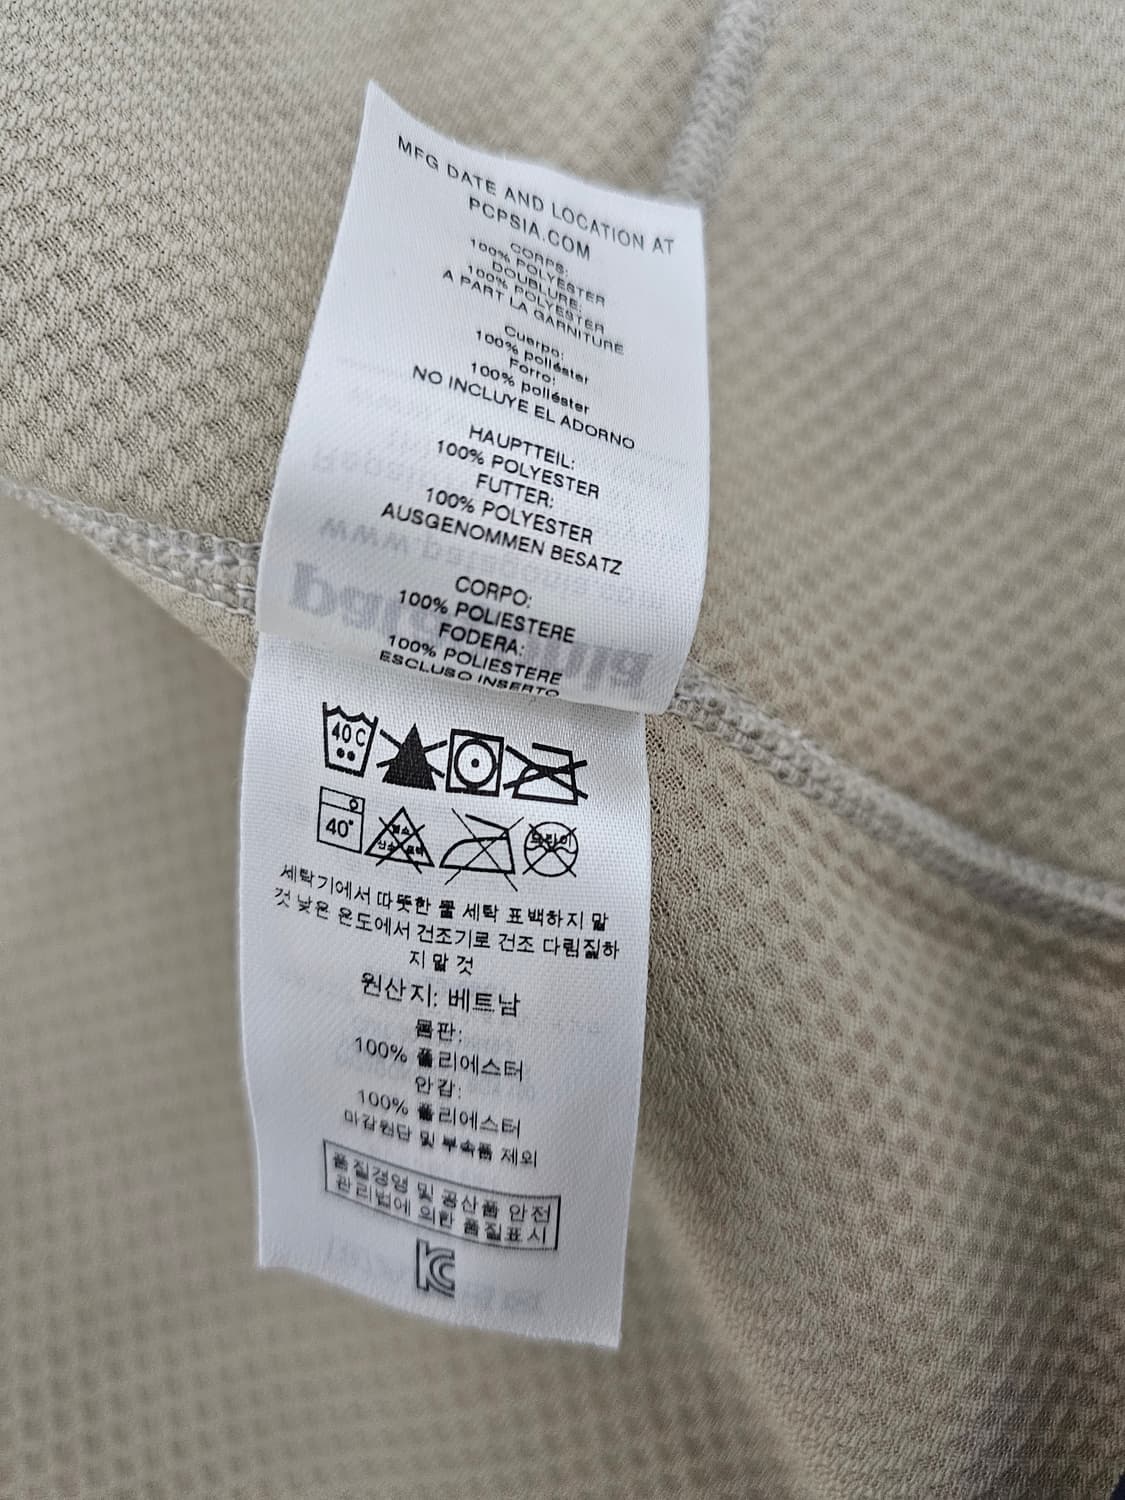 MFG DATE AND LOCATION AT
PCPSIA.COM
CORPS:
100% POLYESTER
DOUBLURE:
100% POLYESTER
A PART LA GARNITURE
Cuerpo:
100% poliéster
Forro:
100% poliéster
NO INCLUYE EL ADORNO
HAUPTTEIL:
100% POLYESTER
FUTTER:
100% POLYESTER
AUSGENOMMEN BESATZ
CORPO:
100% POLIESTERE
FODERA:
100% POLIESTERE
ESCLUSO INSERTO
40C
40°
드라이
세탁기에서 따뜻한 물 세탁 표백하지 말
것 낮은 온도에서 건조기로 건조 다림질하
지 말 것
원산지: 베트남
몸판:
100% 폴리에스터
안감:
100% 폴리에스터
마감원단 및 부속품 제외
품질경영 및 공산품 안전
관리법에 의한 품질표시